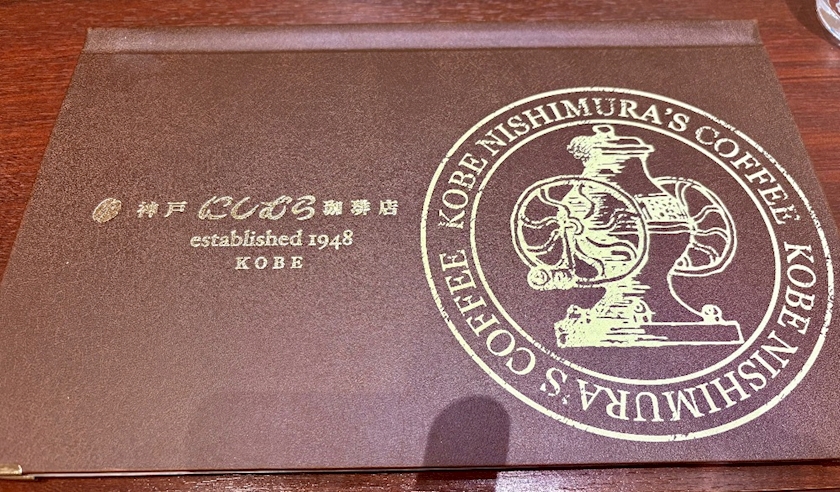 神戸 にしむら 珈琲店
established 1948
KOBE
KOBE NISHIMURA'S COFFEE KOBE NISHIMURA'S COFFEE